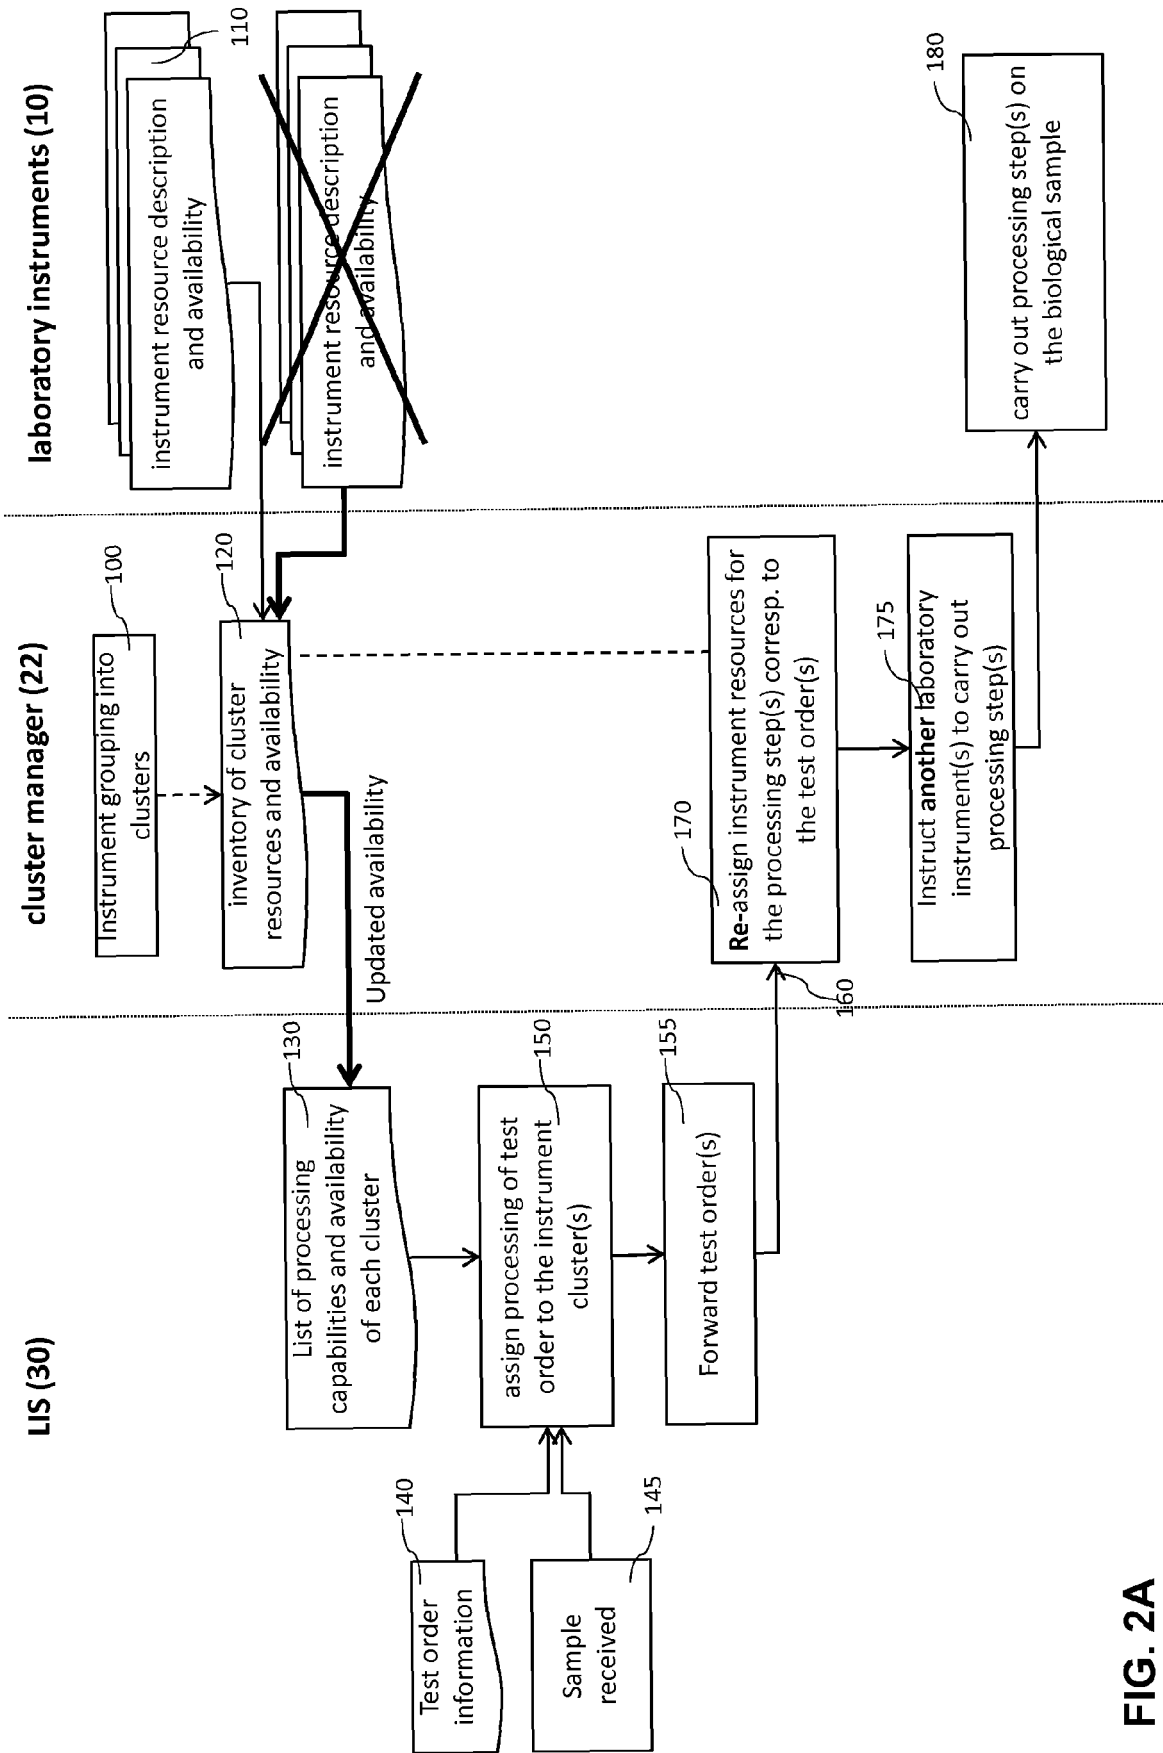 LIS (30)
cluster manager (22)
laboratory instruments (10)
Instrument grouping into
clusters
100
instrument resource description
and availability
110
inventory of cluster
resources and availability
120
instrument resource description
and availability
Updated availability
List of processing
capabilities and availability
of each cluster
130
Test order
information
140
Sample
received
145
assign processing of test
order to the instrument
cluster(s)
150
Forward test order(s)
155
160
Re-assign instrument resources for
the processing step(s) corresp. to
the test order(s)
170
Instruct another laboratory
instrument(s) to carry out
processing step(s)
175
carry out processing step(s) on
the biological sample
180
FIG. 2A